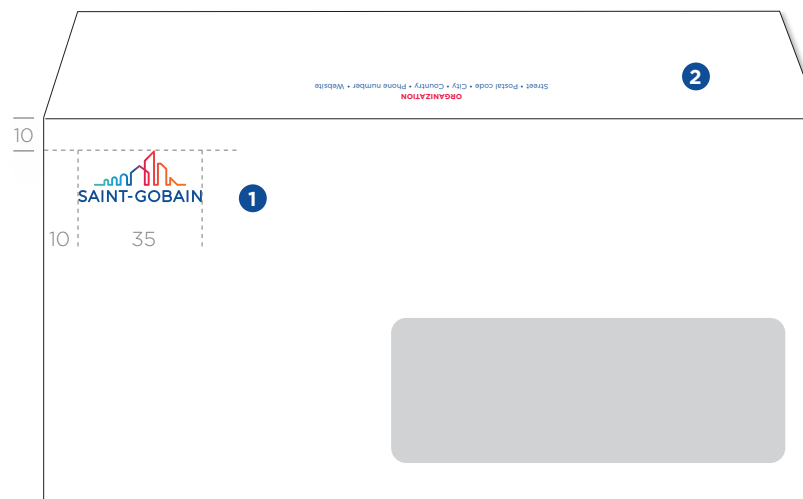 Street • Postal code • City • Country • Phone number • Website
ORGANIZATION
2
10
SAINT-GOBAIN
1
10
35